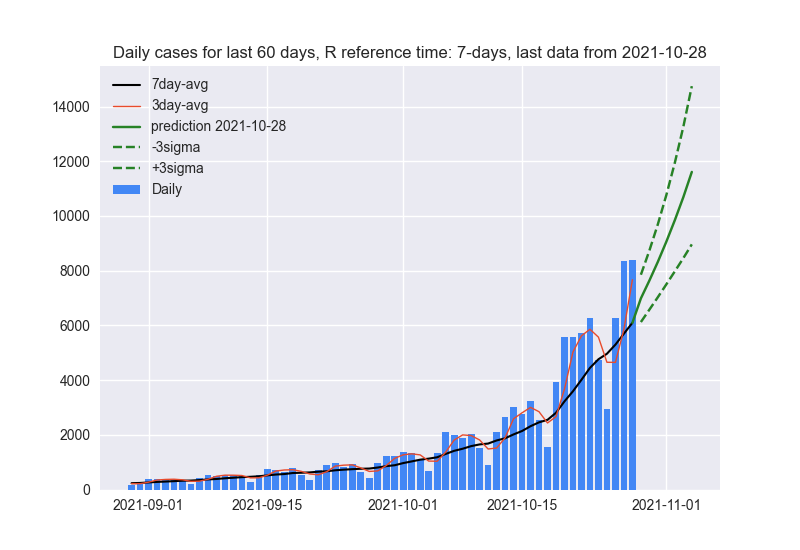 Daily cases for last 60 days, R reference time: 7-days, last data from 2021-10-28
7day-avg
3day-avg
prediction 2021-10-28
-3sigma
+3sigma
Daily
14000
12000
10000
8000
6000
4000
2000
0
2021-09-01 2021-09-15 2021-10-01 2021-10-15 2021-11-01